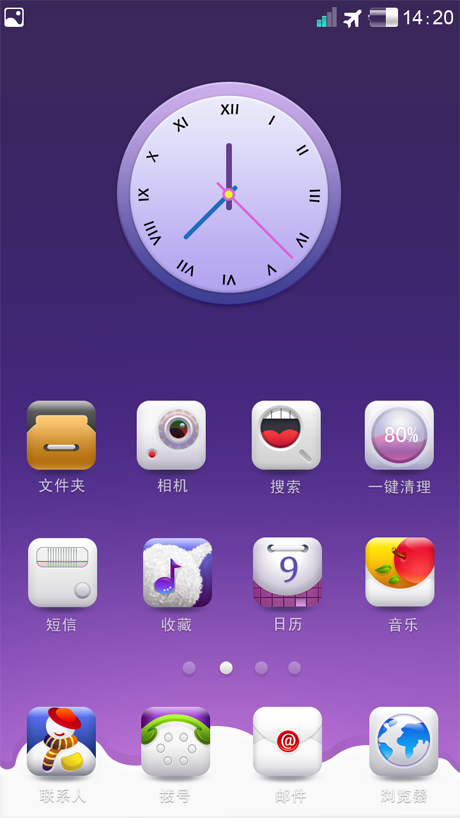 14:20
XII
I
II
III
IV
V
VI
VII
VIII
IX
X
XI
80%
文件夹 相机 搜索 一键清理
9
短信 收藏 日历 音乐
@
联系人 拨号 邮件 浏览器